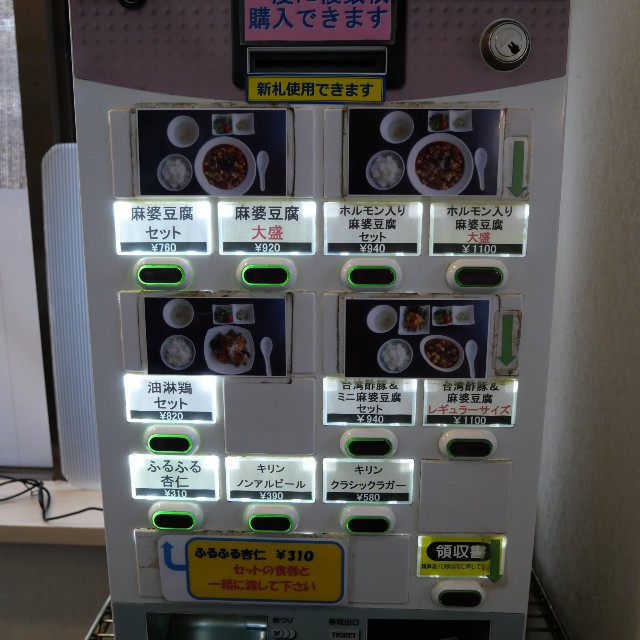 購入できます
新札使用できます
麻婆豆腐
セット
¥760
麻婆豆腐
大盛
¥920
ホルモン入り
麻婆豆腐
セット
¥940
ホルモン入り
麻婆豆腐
大盛
¥1100
油淋鶏
セット
¥820
台湾酢豚&
ミニ麻婆豆腐
セット
¥940
台湾酢豚&
麻婆豆腐
レギュラーサイズ
¥1100
ふるふる
杏仁
¥310
キリン
ノンアルビール
¥390
キリン
クラシックラガー
¥580
ふるふる杏仁 ¥310
セットの食券と
一緒に渡して下さい
領収書
TICKET